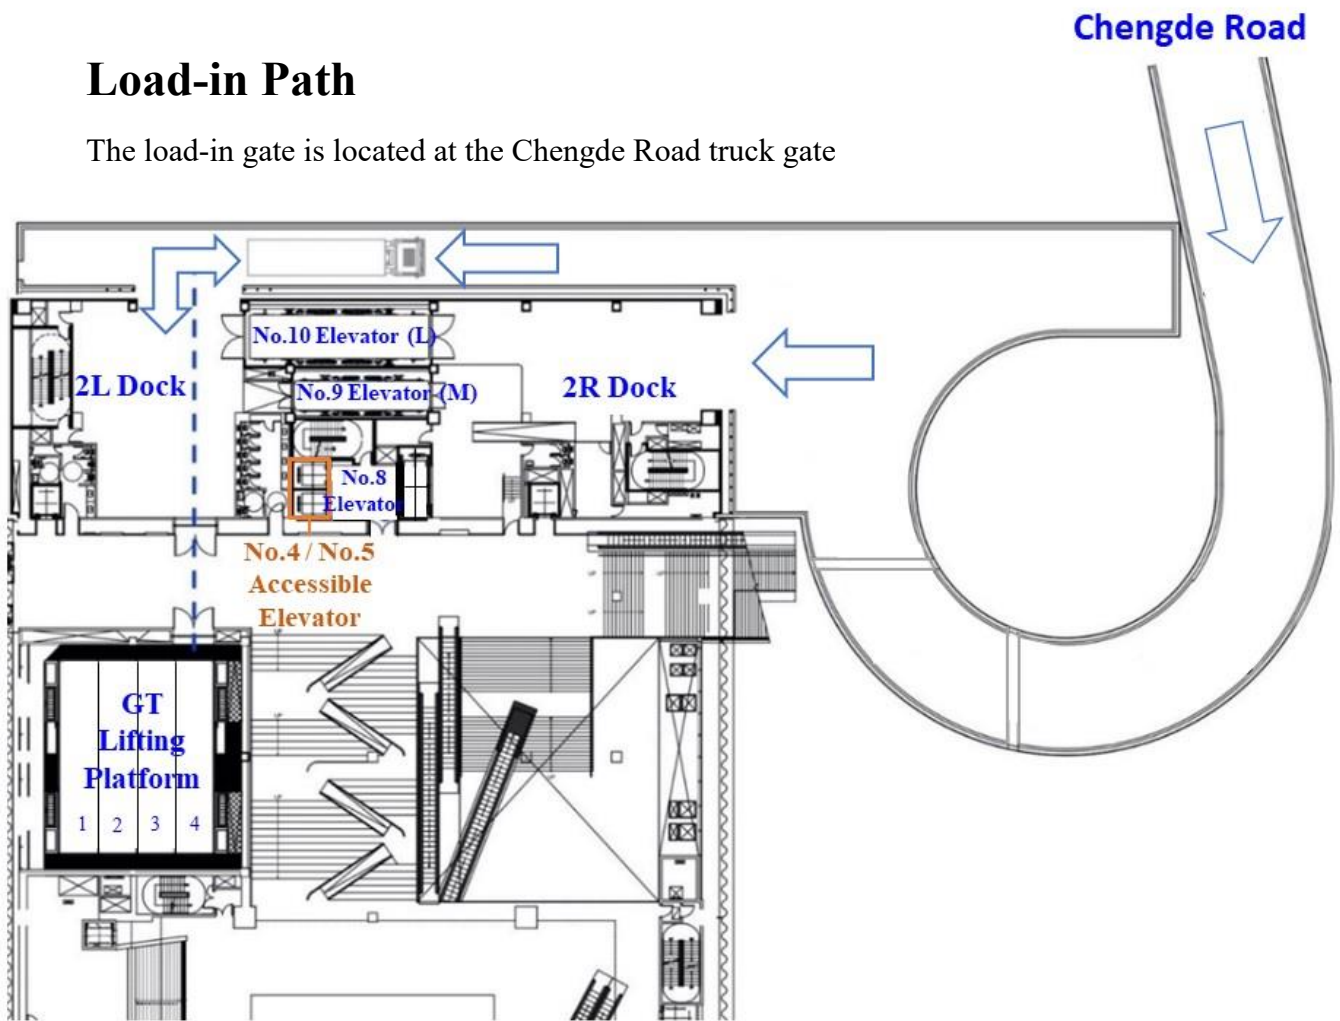 Chengde Road
Load-in Path
The load-in gate is located at the Chengde Road truck gate
No.10 Elevator (L)
2L Dock
No.9 Elevator (M)
2R Dock
No.8
Elevator
No.4 / No.5
Accessible
Elevator
GT
Lifting
Platform
1 2 3 4